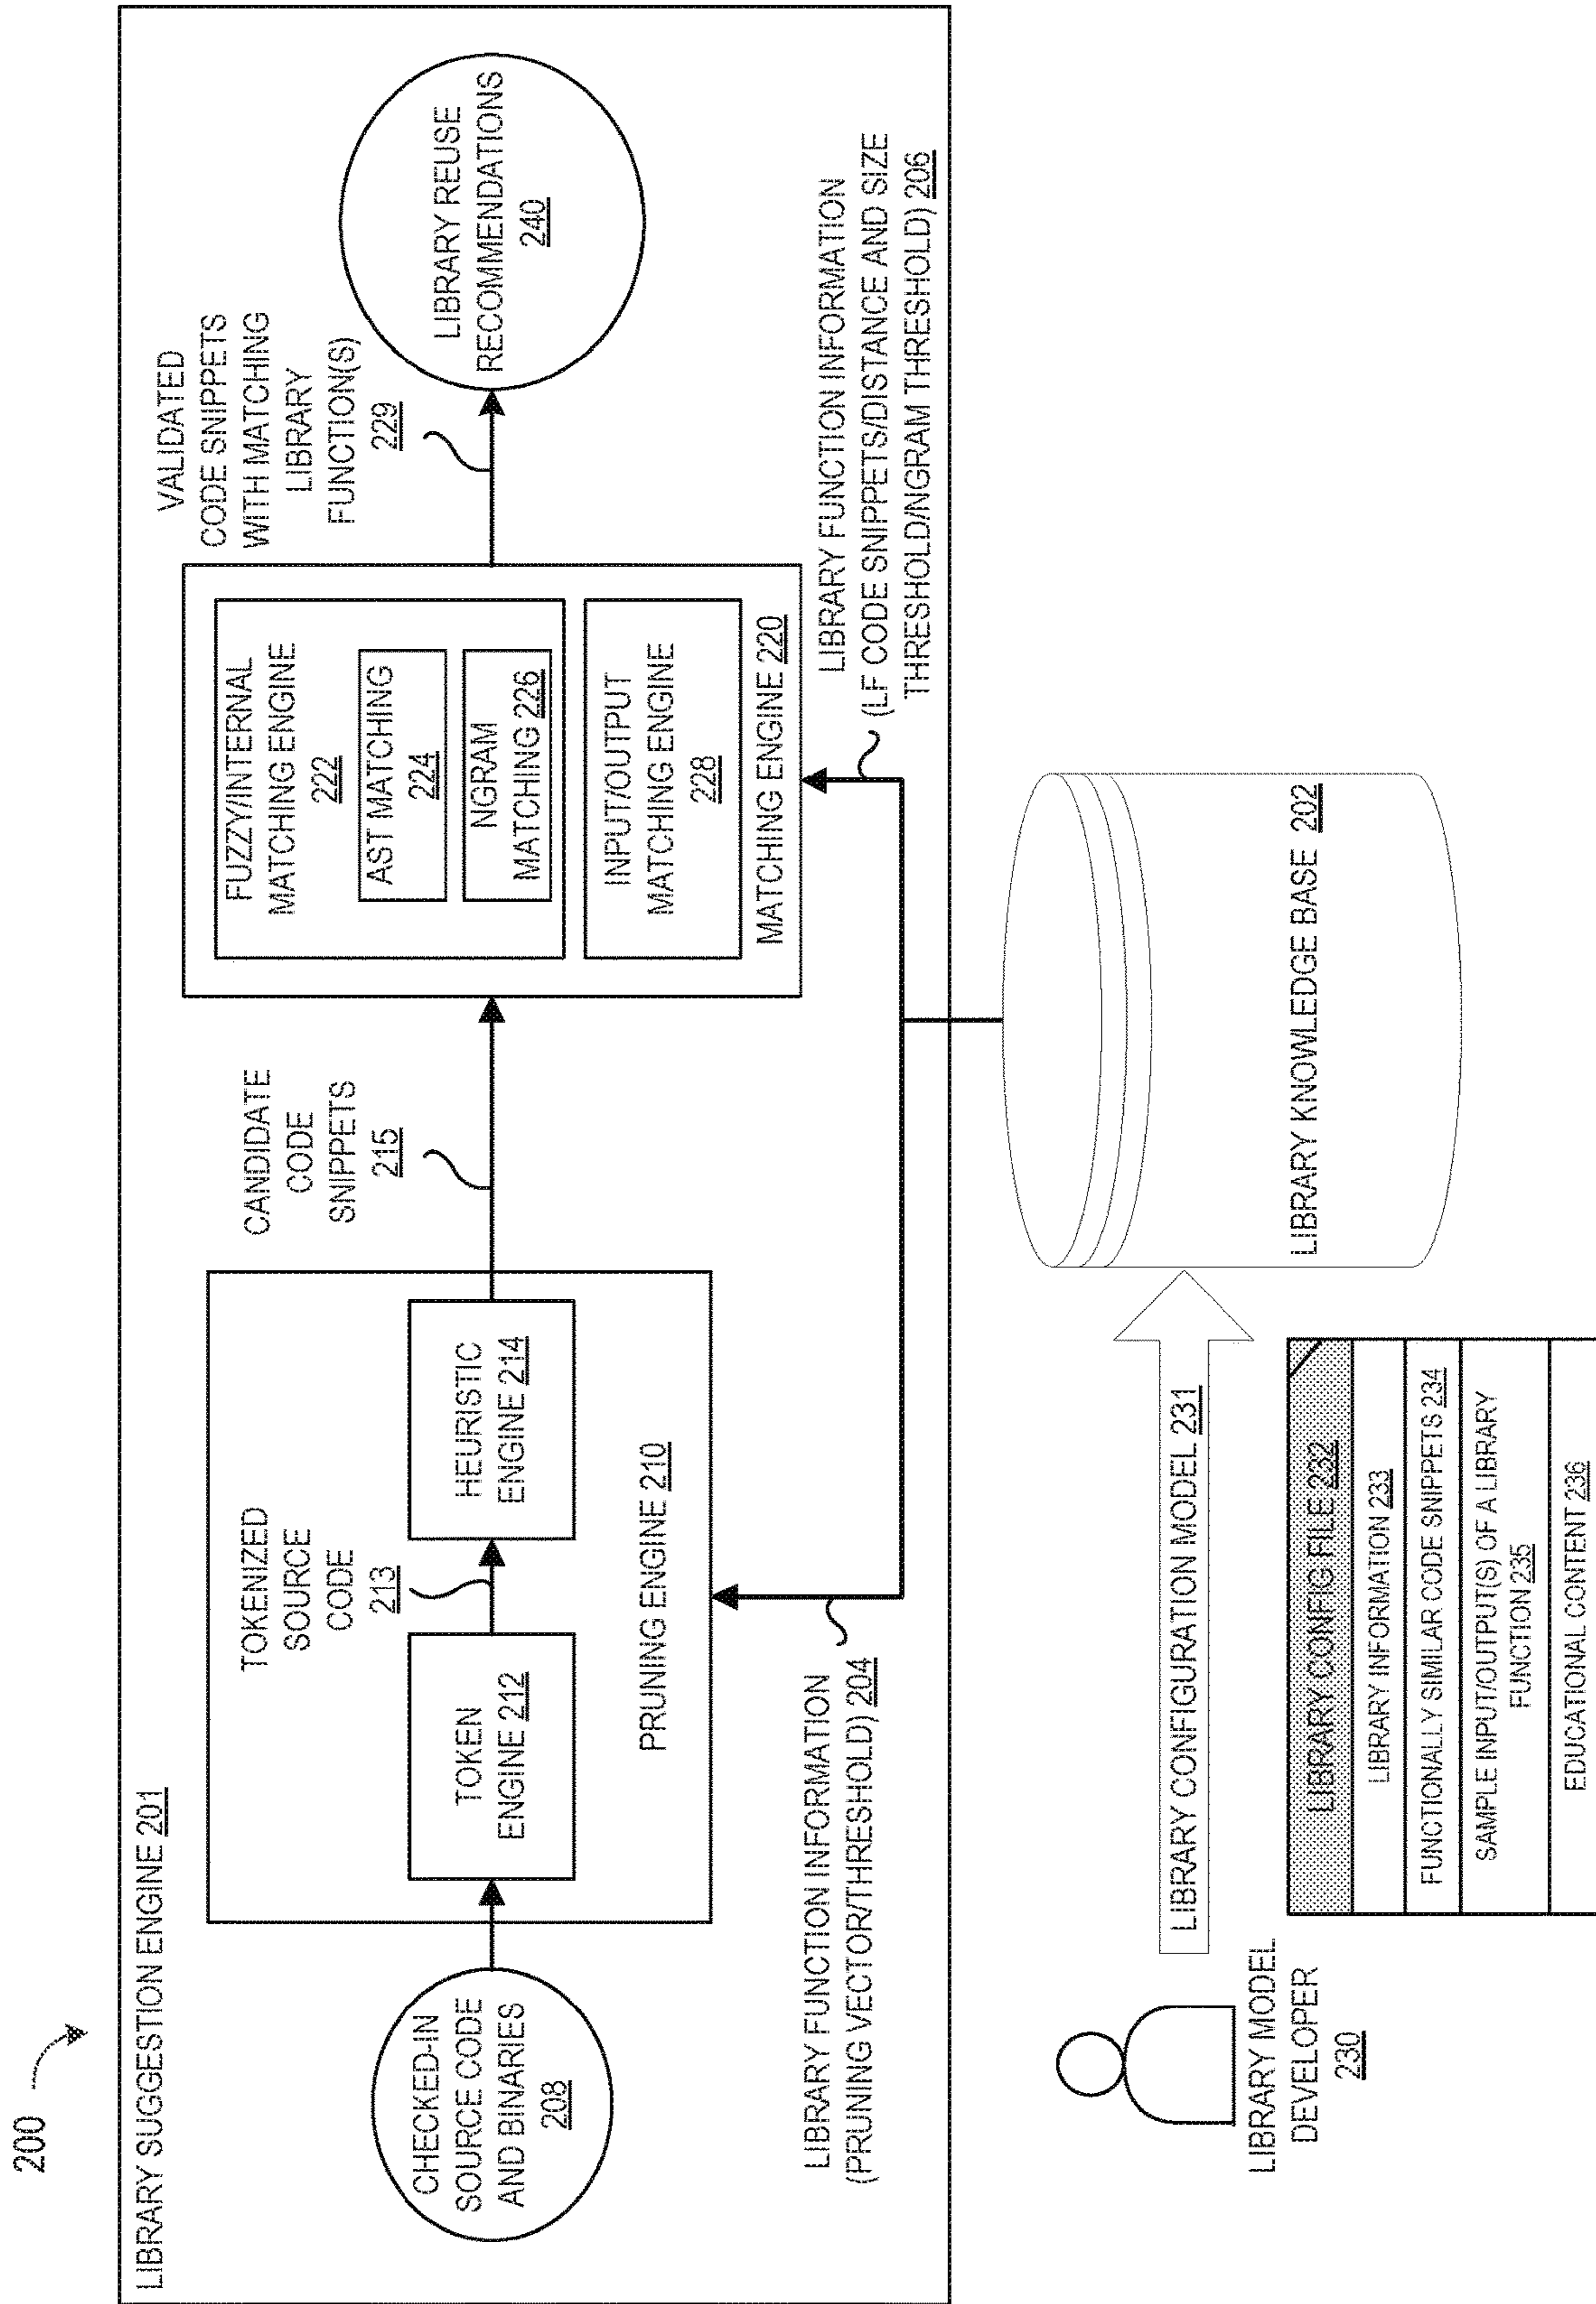 200
LIBRARY SUGGESTION ENGINE 201
CHECKED-IN
SOURCE CODE
AND BINARIES
208
TOKENIZED
SOURCE
CODE
213
TOKEN
ENGINE 212
HEURISTIC
ENGINE 214
PRUNING ENGINE 210
CANDIDATE
CODE
SNIPPETS
215
FUZZY/INTERNAL
MATCHING ENGINE
222
AST MATCHING
224
NGRAM
MATCHING 226
INPUT/OUTPUT
MATCHING ENGINE
228
MATCHING ENGINE 220
VALIDATED
CODE SNIPPETS
WITH MATCHING
LIBRARY
FUNCTION(S)
229
LIBRARY REUSE
RECOMMENDATIONS
240
LIBRARY FUNCTION INFORMATION
(PRUNING VECTOR/THRESHOLD) 204
LIBRARY FUNCTION INFORMATION
(LF CODE SNIPPETS/DISTANCE AND SIZE
THRESHOLD/NGRAM THRESHOLD) 206
LIBRARY MODEL
DEVELOPER
230
LIBRARY CONFIGURATION MODEL 231
LIBRARY KNOWLEDGE BASE 202
LIBRARY CONFIG FILE 232
LIBRARY INFORMATION 233
FUNCTIONALLY SIMILAR CODE SNIPPETS 234
SAMPLE INPUT/OUTPUT(S) OF A LIBRARY
FUNCTION 235
EDUCATIONAL CONTENT 236